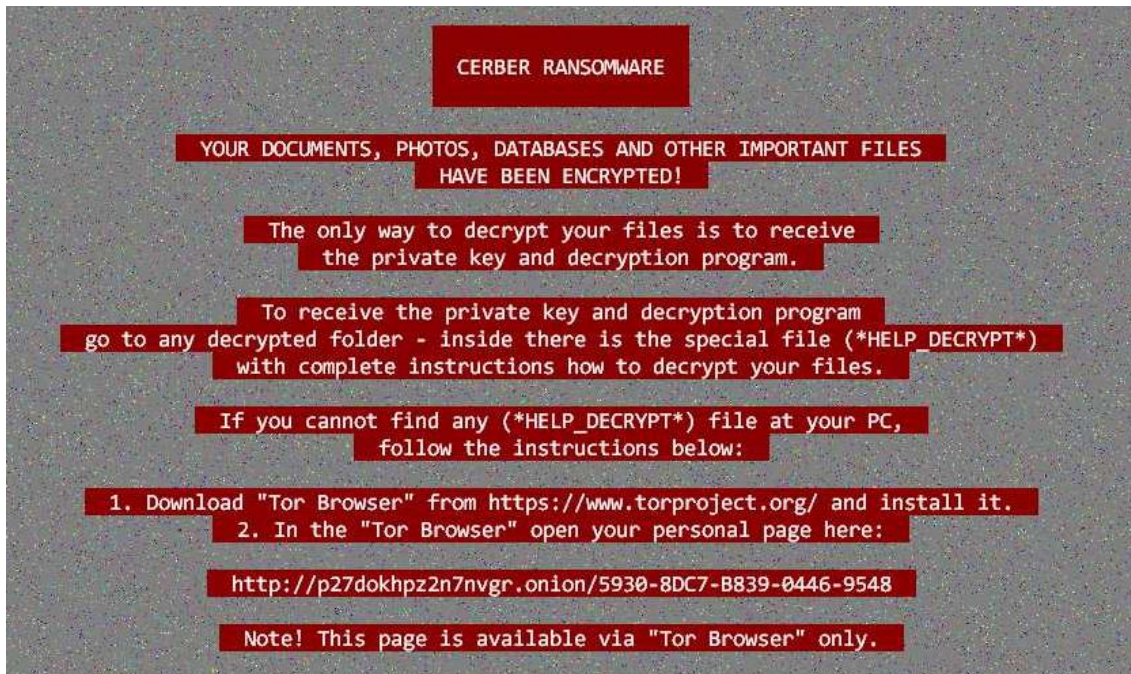 CERBER RANSOMWARE
YOUR DOCUMENTS, PHOTOS, DATABASES AND OTHER IMPORTANT FILES
HAVE BEEN ENCRYPTED!
The only way to decrypt your files is to receive
the private key and decryption program.
To receive the private key and decryption program
go to any decrypted folder - inside there is the special file (*HELP_DECRYPT*)
with complete instructions how to decrypt your files.
If you cannot find any (*HELP_DECRYPT*) file at your PC,
follow the instructions below:
1. Download "Tor Browser" from https://www.torproject.org/ and install it.
2. In the "Tor Browser" open your personal page here:
http://p27dokhpz2n7nvgr.onion/5930-8DC7-B839-0446-9548
Note! This page is available via "Tor Browser" only.